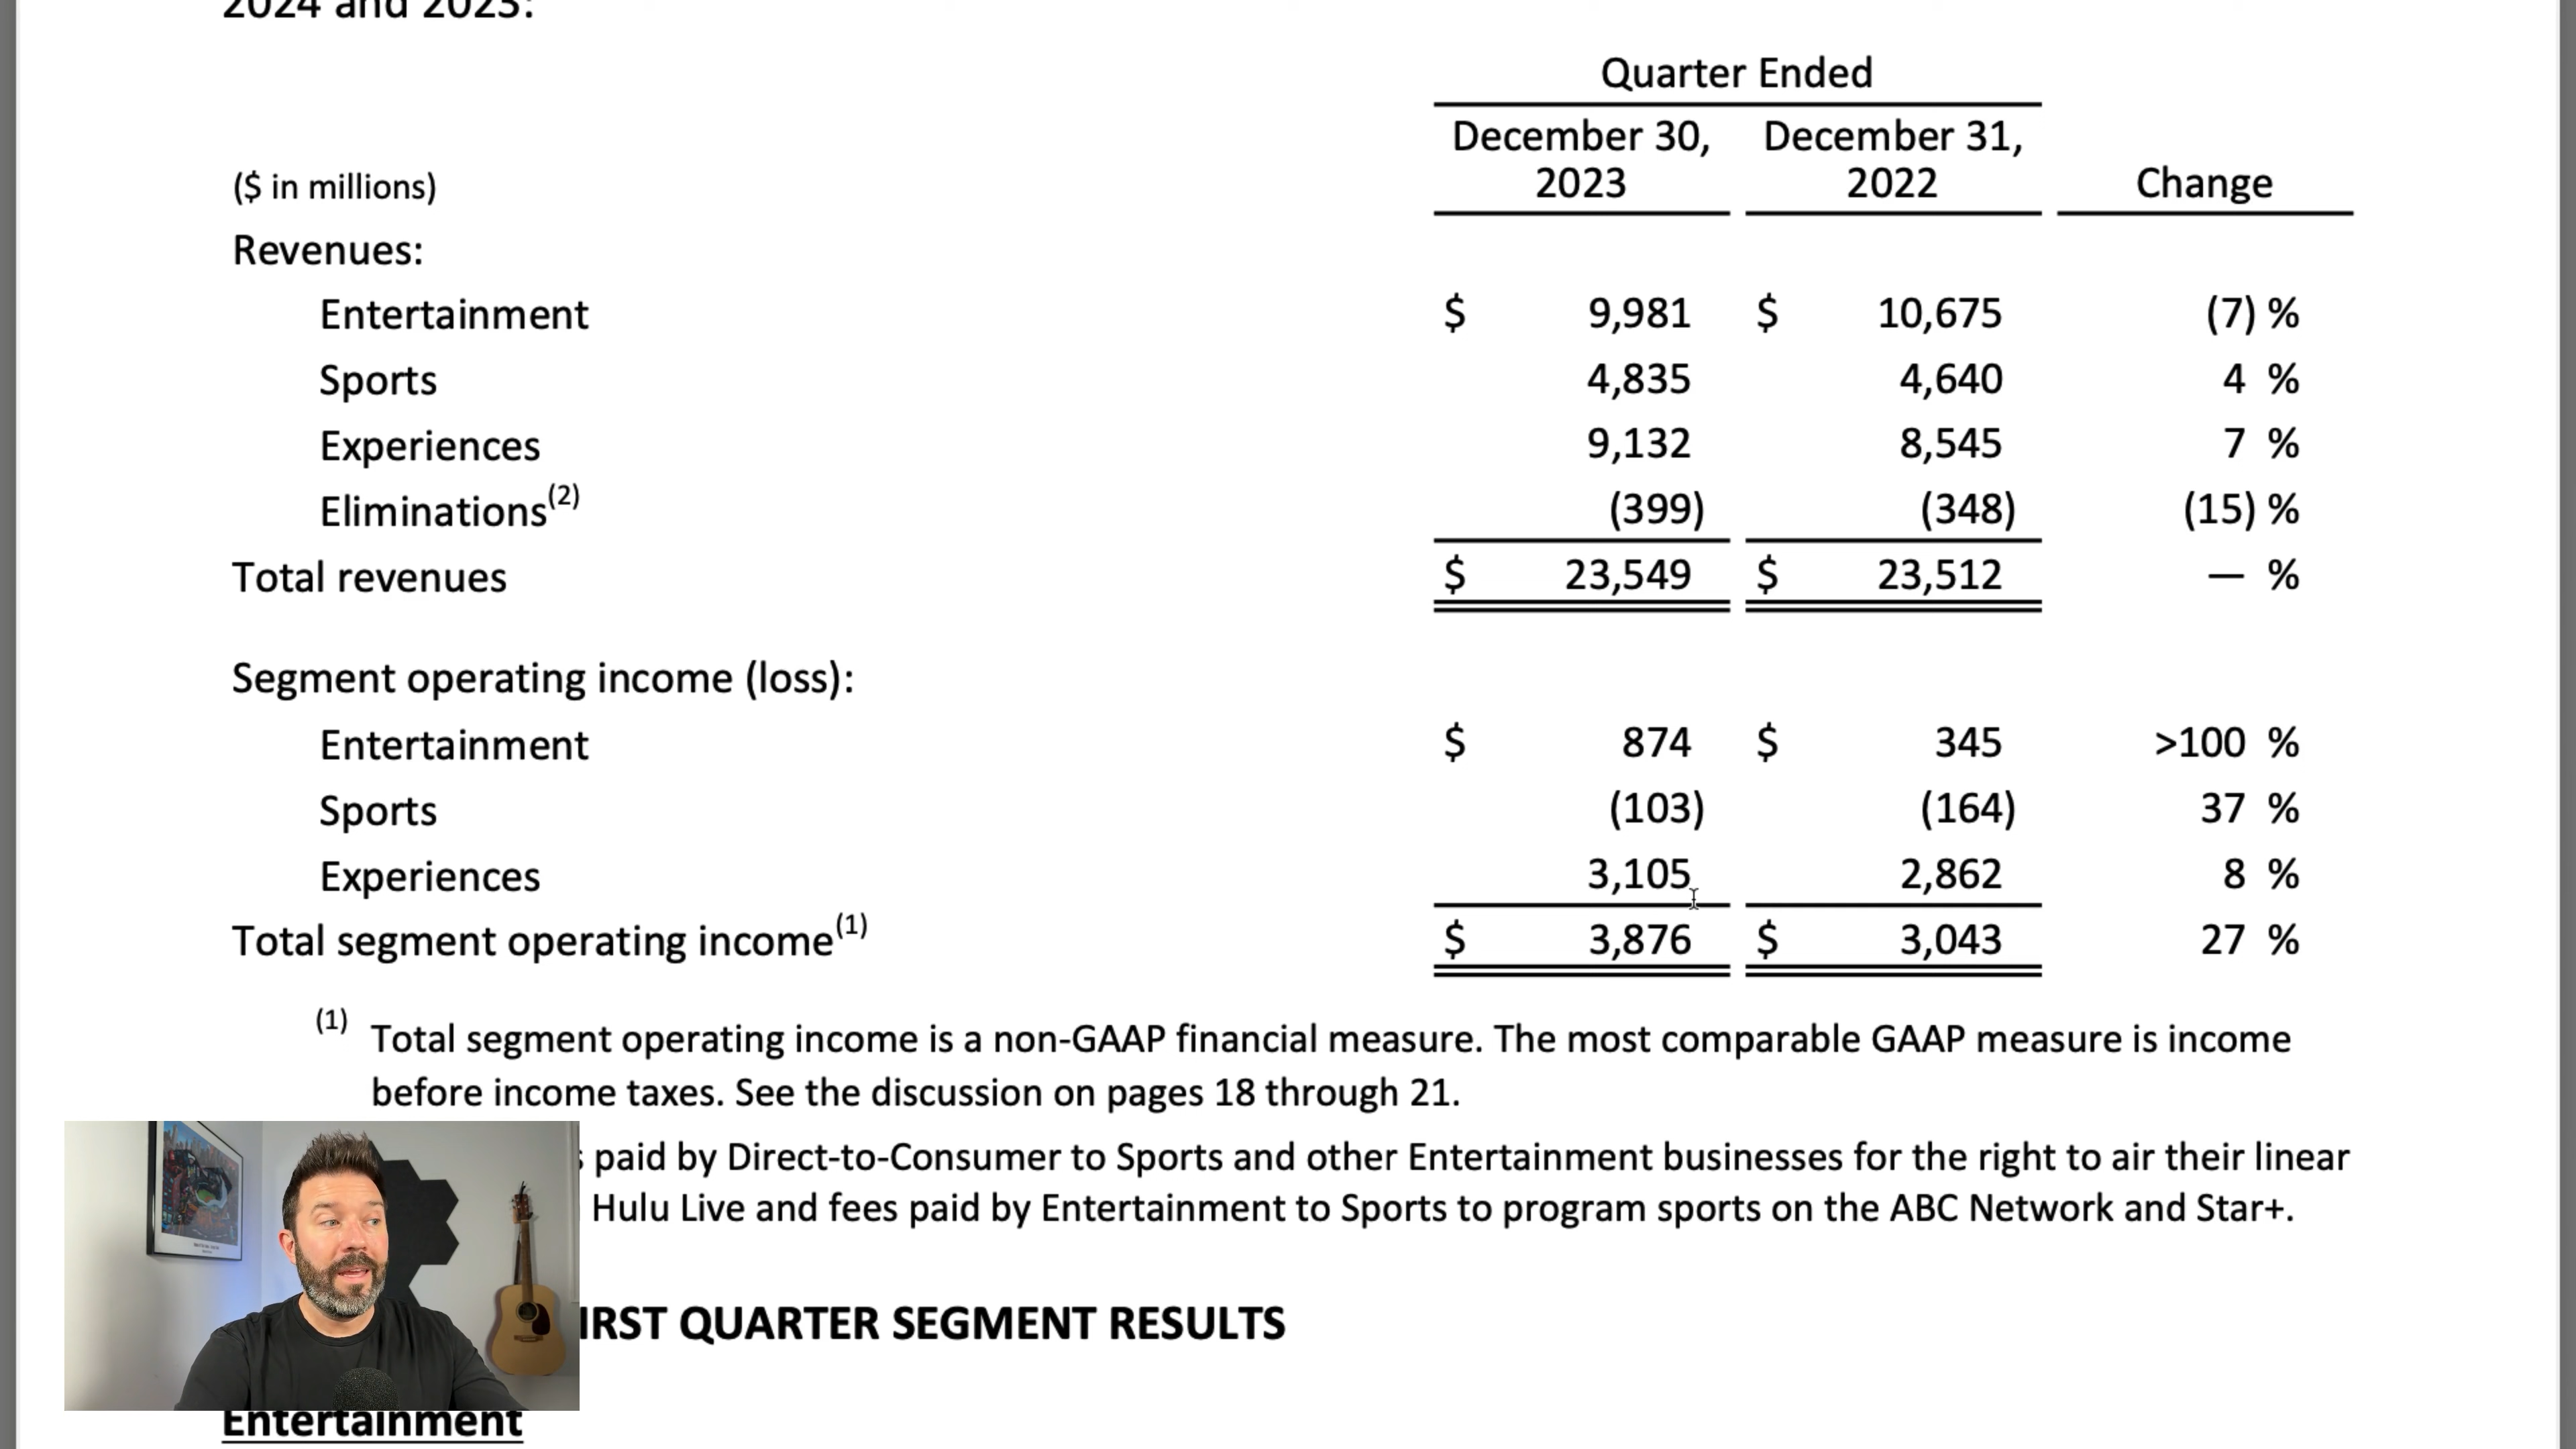 2024 and 2023:
Quarter Ended
December 30, December 31,
($ in millions) 2023 2022 Change
Revenues:
Entertainment $ 9,981 $ 10,675 (7) %
Sports 4,835 4,640 4 %
Experiences 9,132 8,545 7 %
Eliminations(2) (399) (348) (15) %
Total revenues $ 23,549 $ 23,512 — %
Segment operating income (loss):
Entertainment $ 874 $ 345 >100 %
Sports (103) (164) 37 %
Experiences 3,105 2,862 8 %
Total segment operating income(1) $ 3,876 $ 3,043 27 %
(1) Total segment operating income is a non-GAAP financial measure. The most comparable GAAP measure is income
before income taxes. See the discussion on pages 18 through 21.
paid by Direct-to-Consumer to Sports and other Entertainment businesses for the right to air their linear
Hulu Live and fees paid by Entertainment to Sports to program sports on the ABC Network and Star+.
IRST QUARTER SEGMENT RESULTS
Entertainment